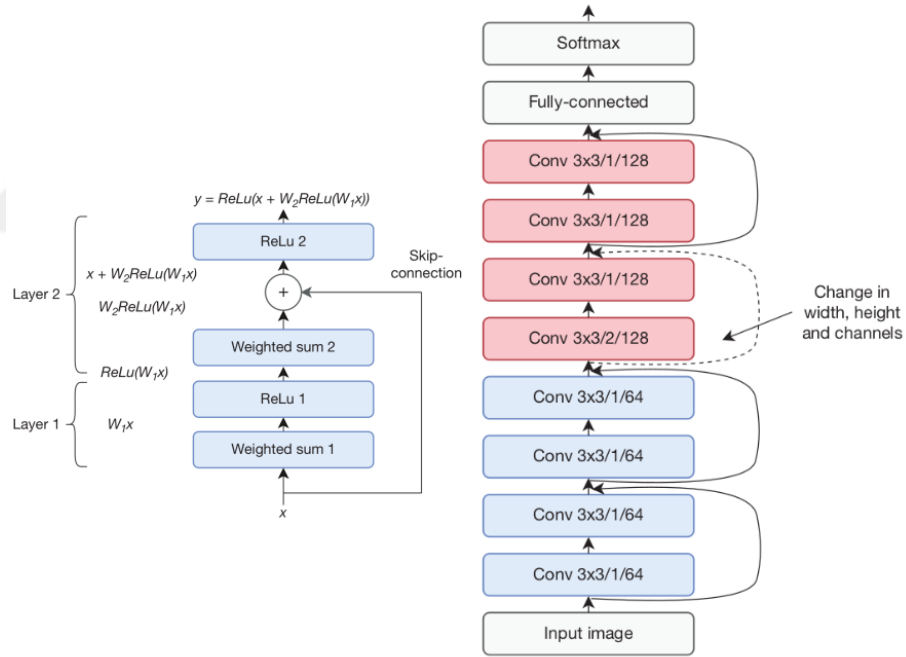 y = ReLu(x + W₂ReLu(W₁x))
ReLu 2
Skip-
connection
x + W₂ReLu(W₁x)
+
Layer 2
W₂ReLu(W₁x)
Weighted sum 2
ReLu(W₁x)
ReLu 1
Layer 1
W₁x
Weighted sum 1
x
Softmax
Fully-connected
Conv 3x3/1/128
Conv 3x3/1/128
Conv 3x3/1/128
Change in
width, height
and channels
Conv 3x3/2/128
Conv 3x3/1/64
Conv 3x3/1/64
Conv 3x3/1/64
Conv 3x3/1/64
Input image